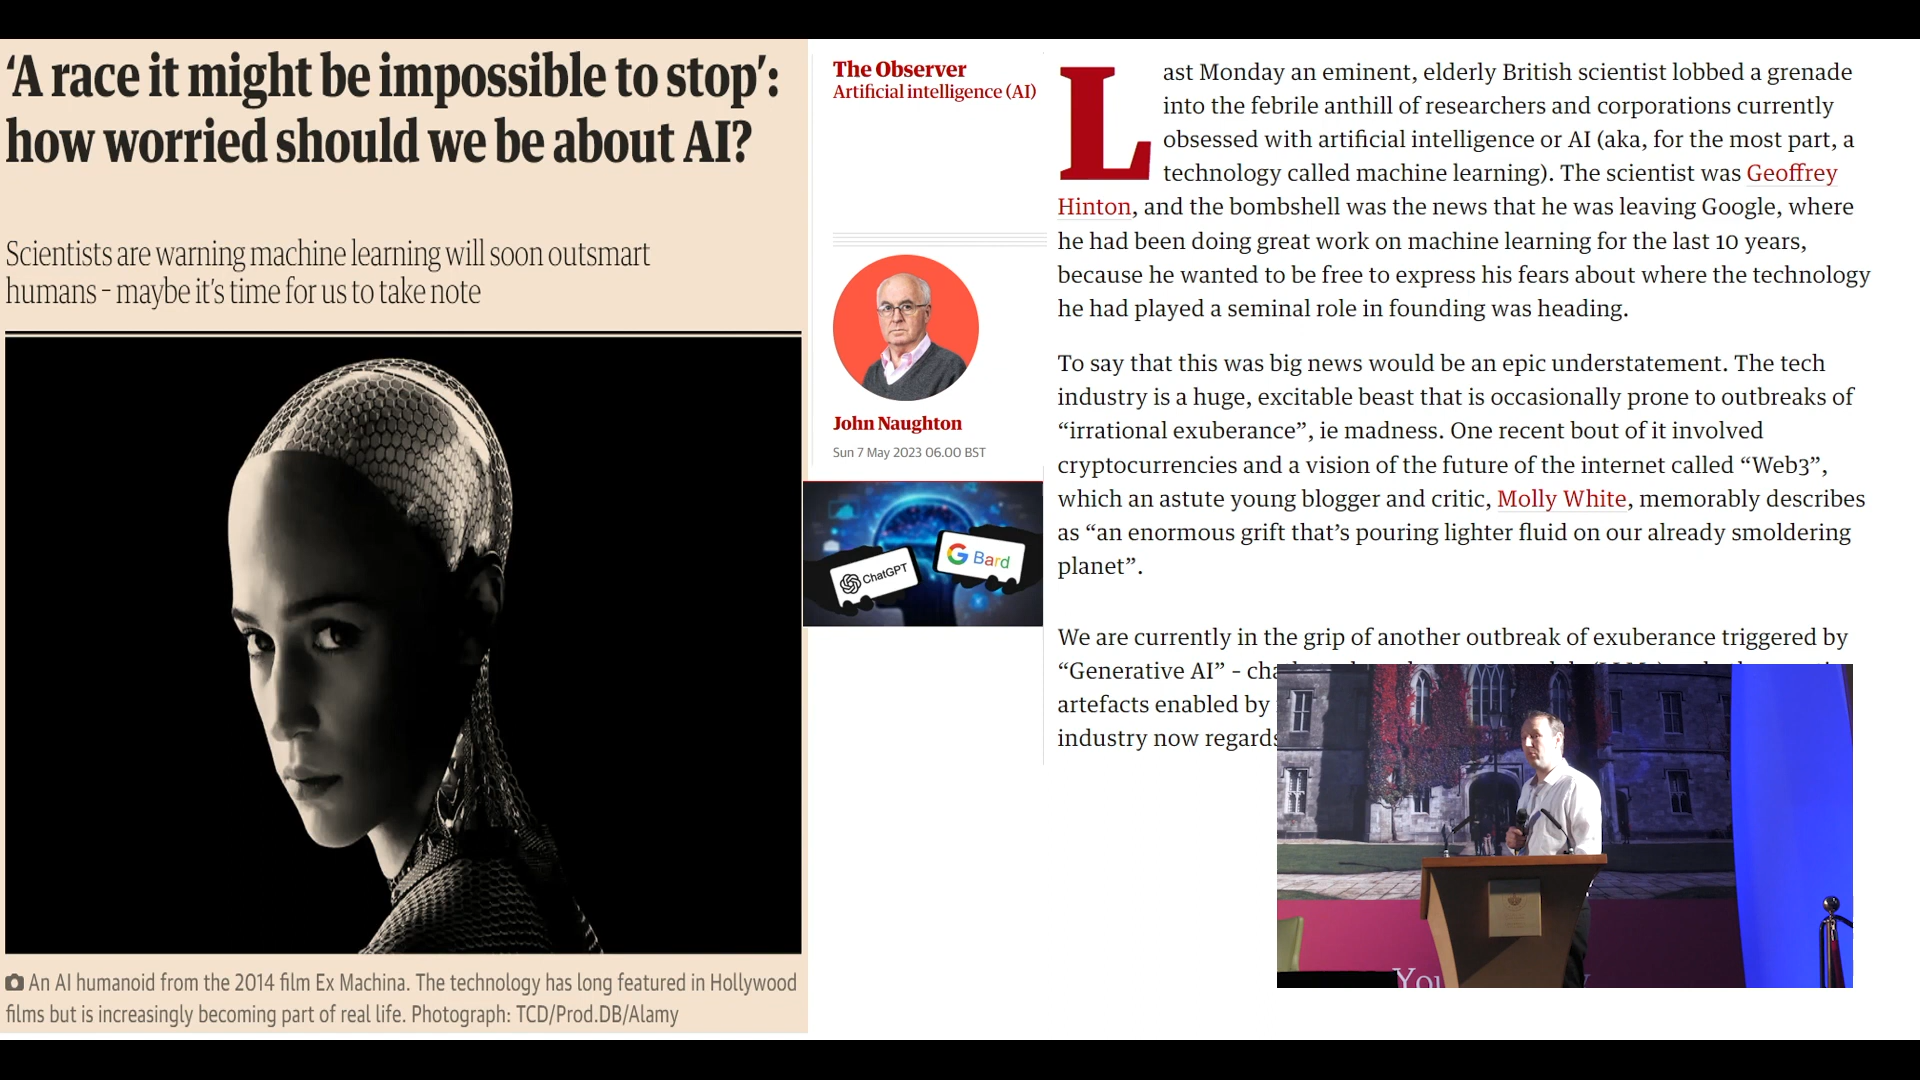 ‘A race it might be impossible to stop’:
how worried should we be about AI?
Scientists are warning machine learning will soon outsmart
humans – maybe it’s time for us to take note
An AI humanoid from the 2014 film Ex Machina. The technology has long featured in Hollywood
films but is increasingly becoming part of real life. Photograph: TCD/Prod.DB/Alamy
The Observer
Artificial intelligence (AI)
John Naughton
Sun 7 May 2023 06.00 BST
ChatGPT
G Bard
Last Monday an eminent, elderly British scientist lobbed a grenade
into the febrile anthill of researchers and corporations currently
obsessed with artificial intelligence or AI (aka, for the most part, a
technology called machine learning). The scientist was Geoffrey
Hinton, and the bombshell was the news that he was leaving Google, where
he had been doing great work on machine learning for the last 10 years,
because he wanted to be free to express his fears about where the technology
he had played a seminal role in founding was heading.
To say that this was big news would be an epic understatement. The tech
industry is a huge, excitable beast that is occasionally prone to outbreaks of
“irrational exuberance”, ie madness. One recent bout of it involved
cryptocurrencies and a vision of the future of the internet called “Web3”,
which an astute young blogger and critic, Molly White, memorably describes
as “an enormous grift that’s pouring lighter fluid on our already smoldering
planet”.
We are currently in the grip of another outbreak of exuberance triggered by
“Generative AI” –
artefacts enabled by
industry now regards